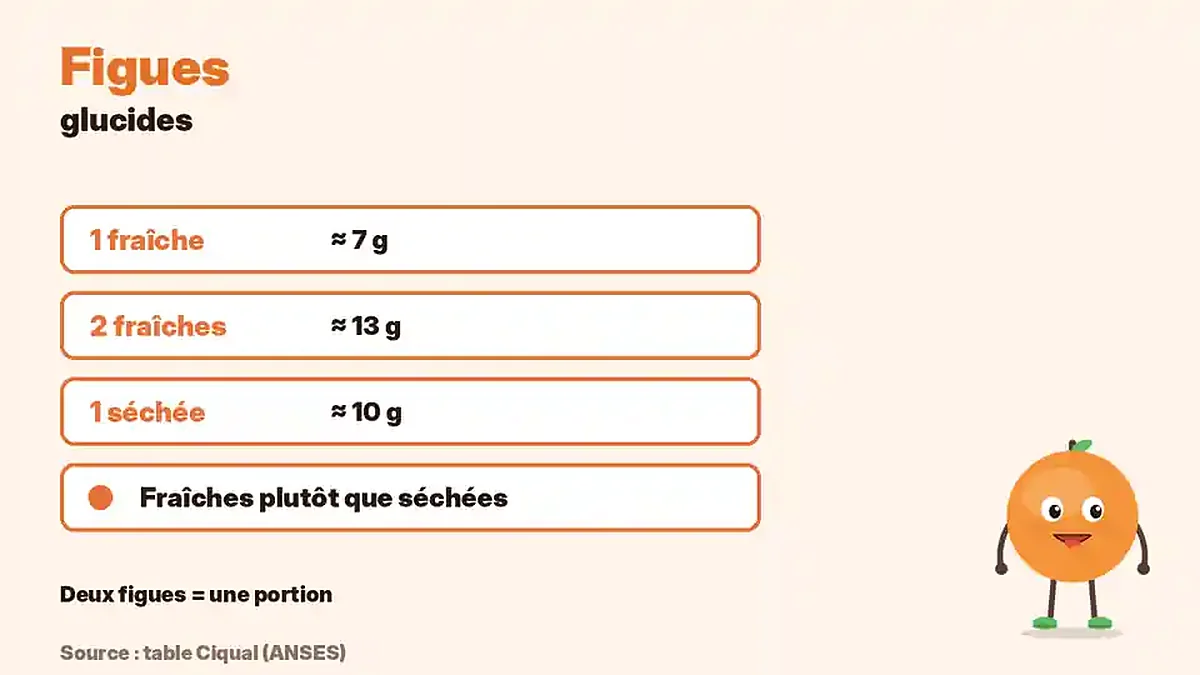 Figues
glucides
1 fraîche ≈ 7 g
2 fraîches ≈ 13 g
1 séchée ≈ 10 g
Fraîches plutôt que séchées
Deux figues = une portion
Source : table Ciqual (ANSES)